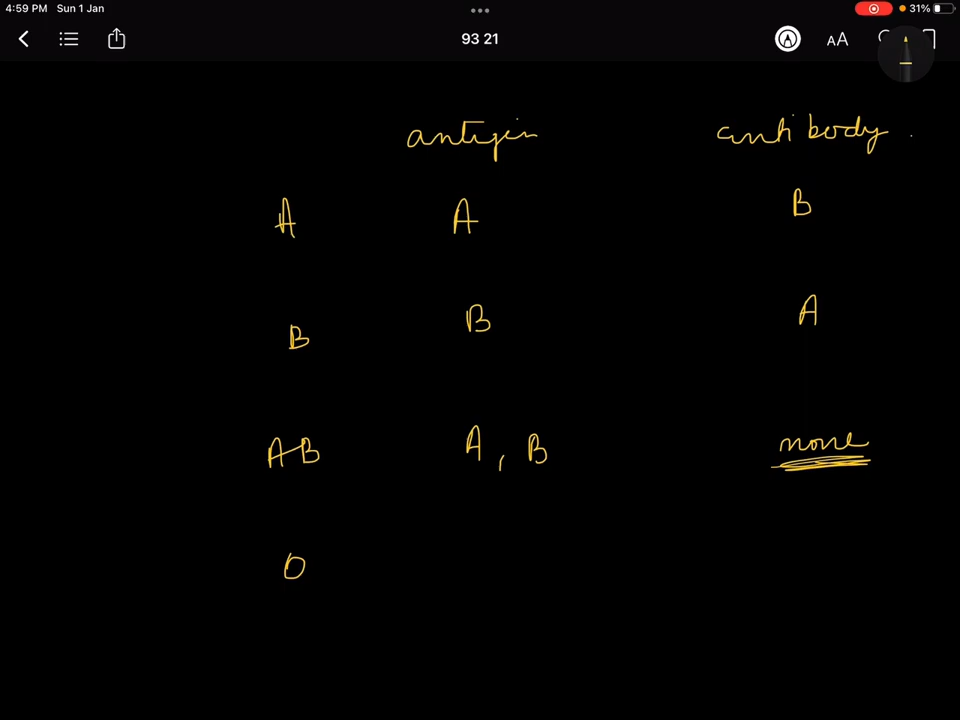 4:59 PM Sun 1 Jan 31%
93 21
AA
antigen antibody
A A B
B B A
AB A, B none
O